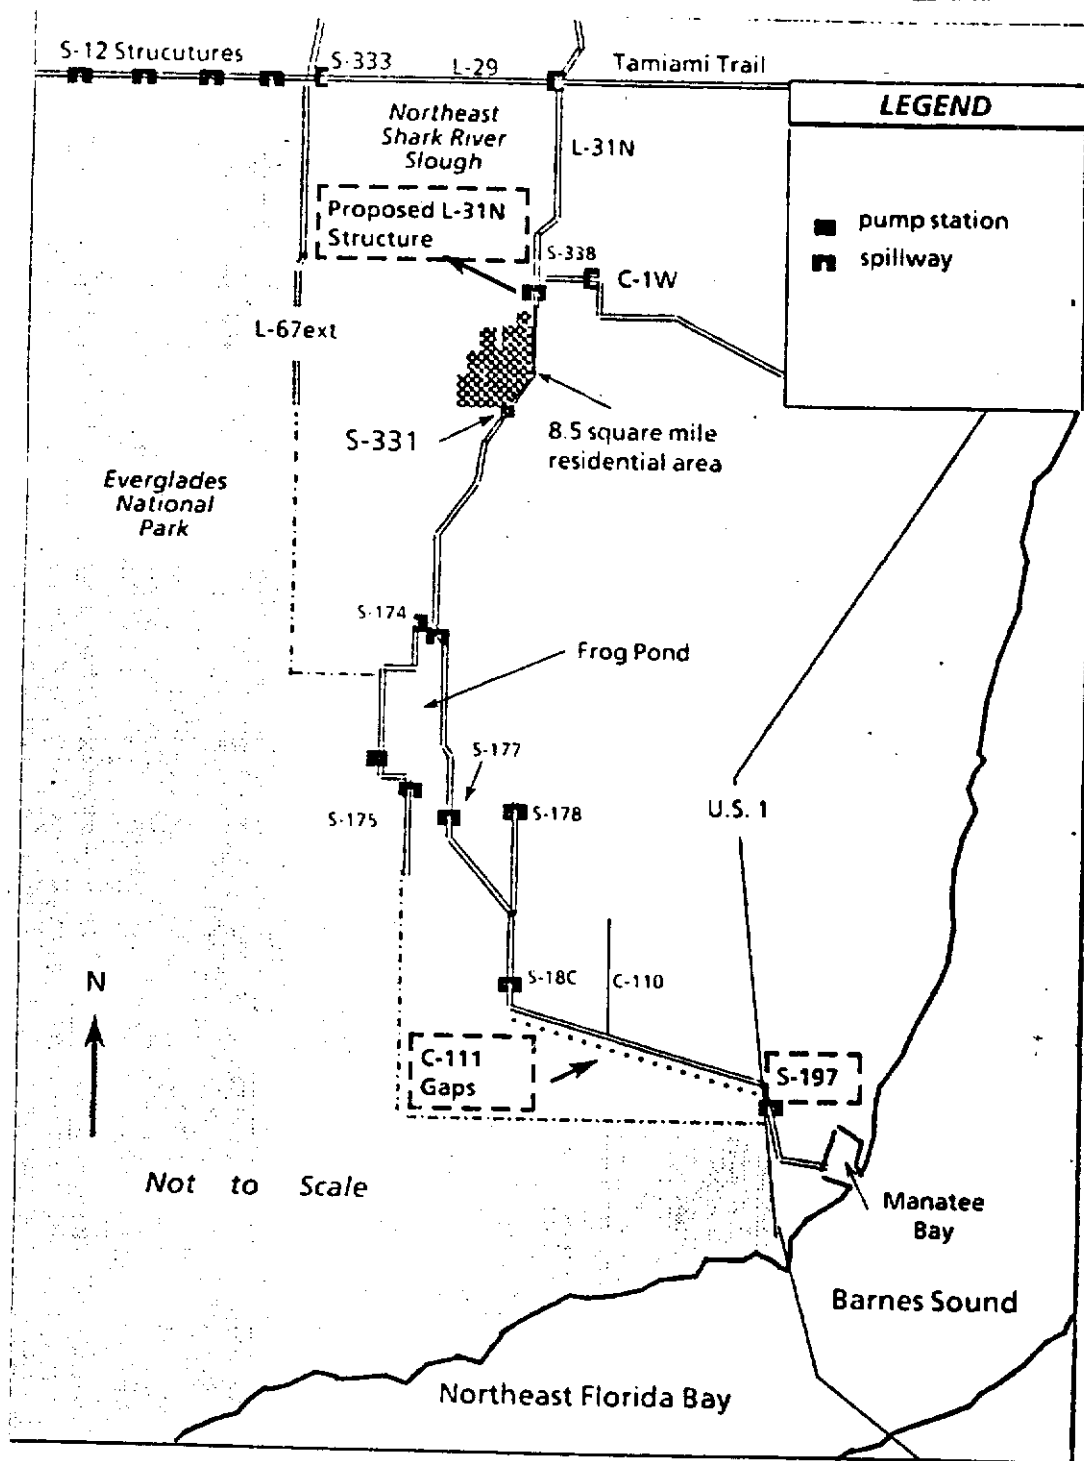 S-12 Strucutures
S-333
L-29
Tamiami Trail
LEGEND
pump station
spillway
Northeast
Shark River
Slough
L-31N
Proposed L-31N
Structure
S-338
C-1W
L-67ext
S-331
8.5 square mile
residential area
Everglades
National
Park
S-174
Frog Pond
S-177
S-175
S-178
U.S. 1
N
S-18C
C-110
C-111
Gaps
S-197
Not to Scale
Manatee
Bay
Barnes Sound
Northeast Florida Bay